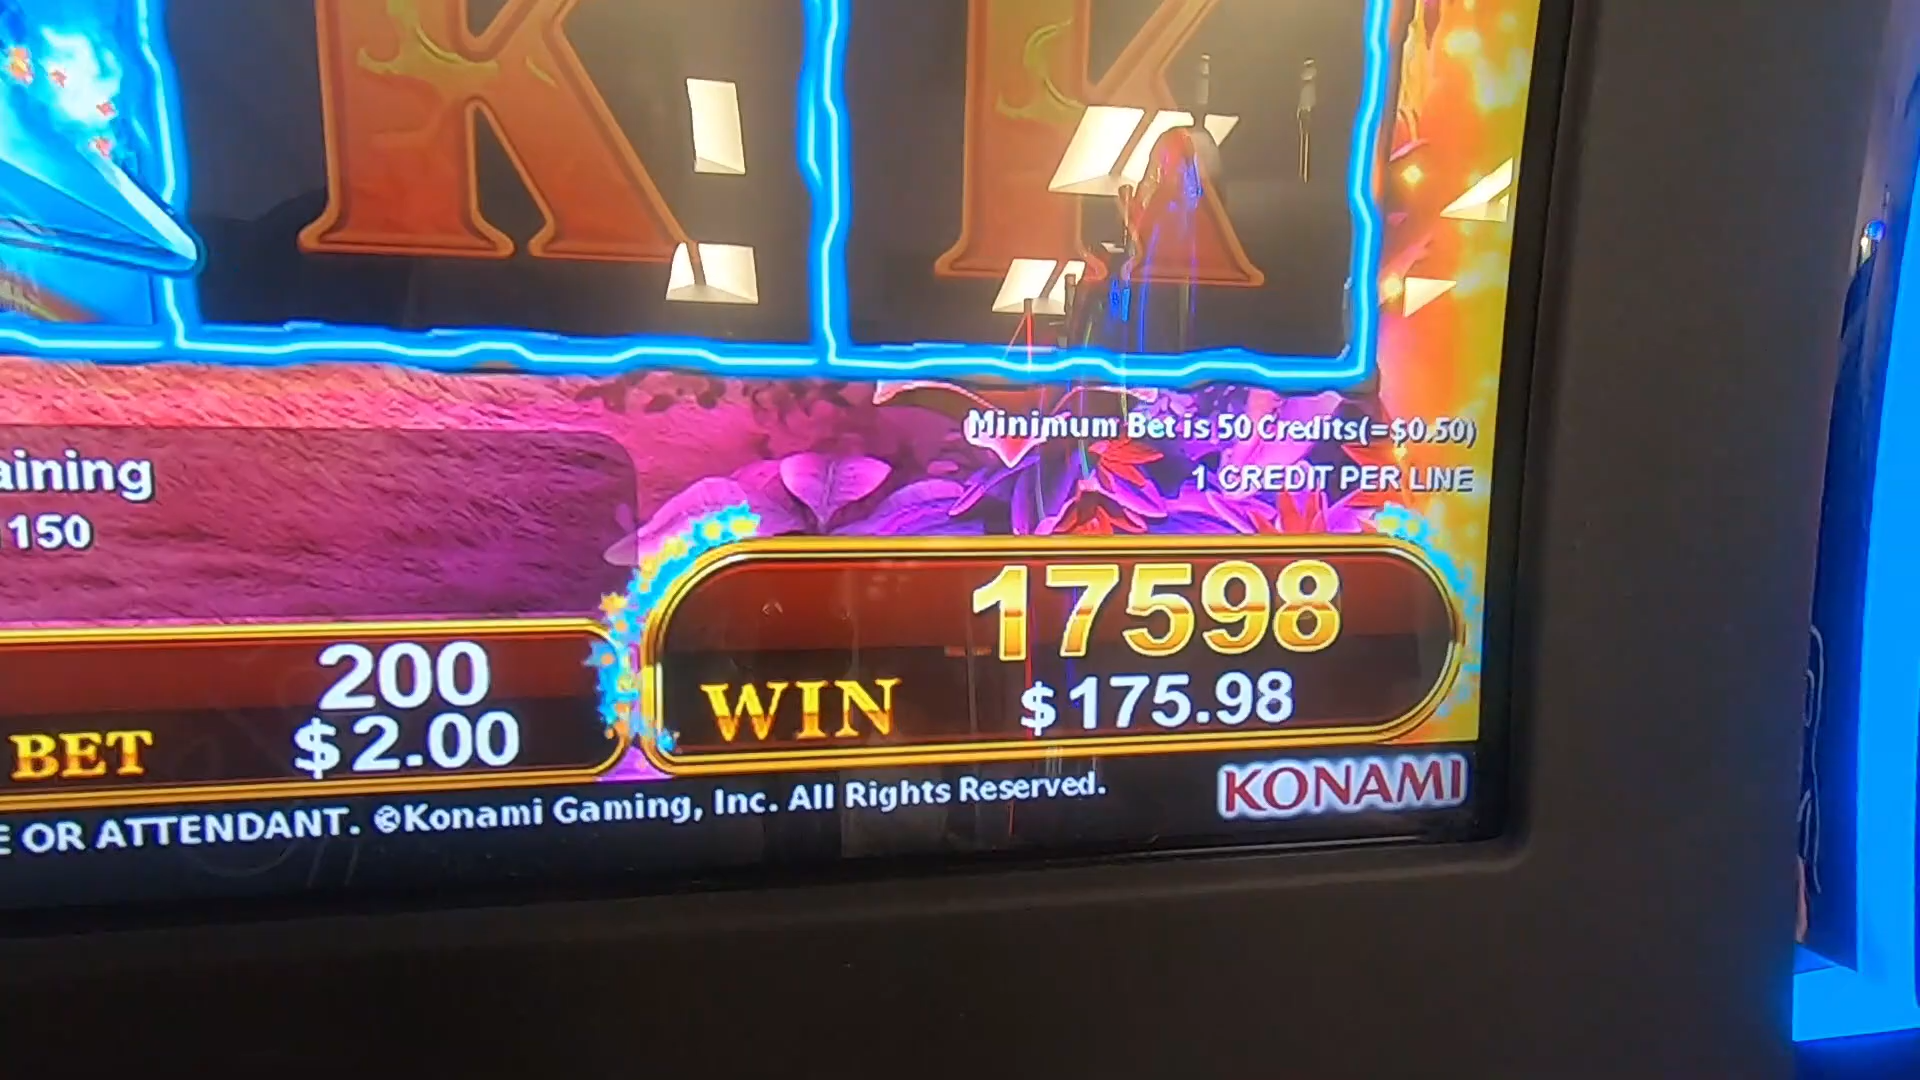 K K
Minimum Bet is 50 Credits(=$0.50)
1 CREDIT PER LINE
aining
150
17598
WIN
$175.98
200
BET
$2.00
E OR ATTENDANT. ©Konami Gaming, Inc. All Rights Reserved.
KONAMI